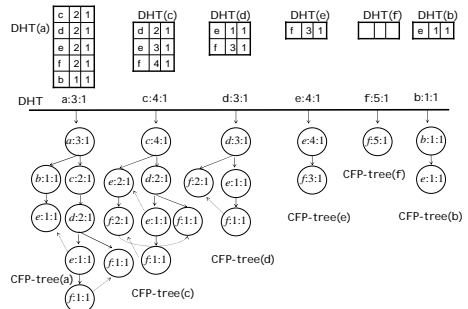 DHT(a)
c 2 1
d 2 1
e 2 1
f 2 1
b 1 1
DHT(c)
d 2 1
e 3 1
f 4 1
DHT(d)
e 1 1
f 3 1
DHT(e)
f 3 1
DHT(f)
DHT(b)
e 1 1
DHT a:3:1 c:4:1 d:3:1 e:4:1 f:5:1 b:1:1
a:3:1 c:4:1 d:3:1 e:4:1 f:5:1 b:1:1
b:1:1 c:2:1 e:2:1 d:2:1 f:2:1 e:1:1 f:3:1 CFP-tree(f) e:1:1
e:1:1 d:2:1 f:2:1 e:1:1 f:1:1 f:1:1 CFP-tree(e) CFP-tree(b)
e:1:1 f:1:1 f:1:1 CFP-tree(d)
CFP-tree(a) CFP-tree(c)
f:1:1